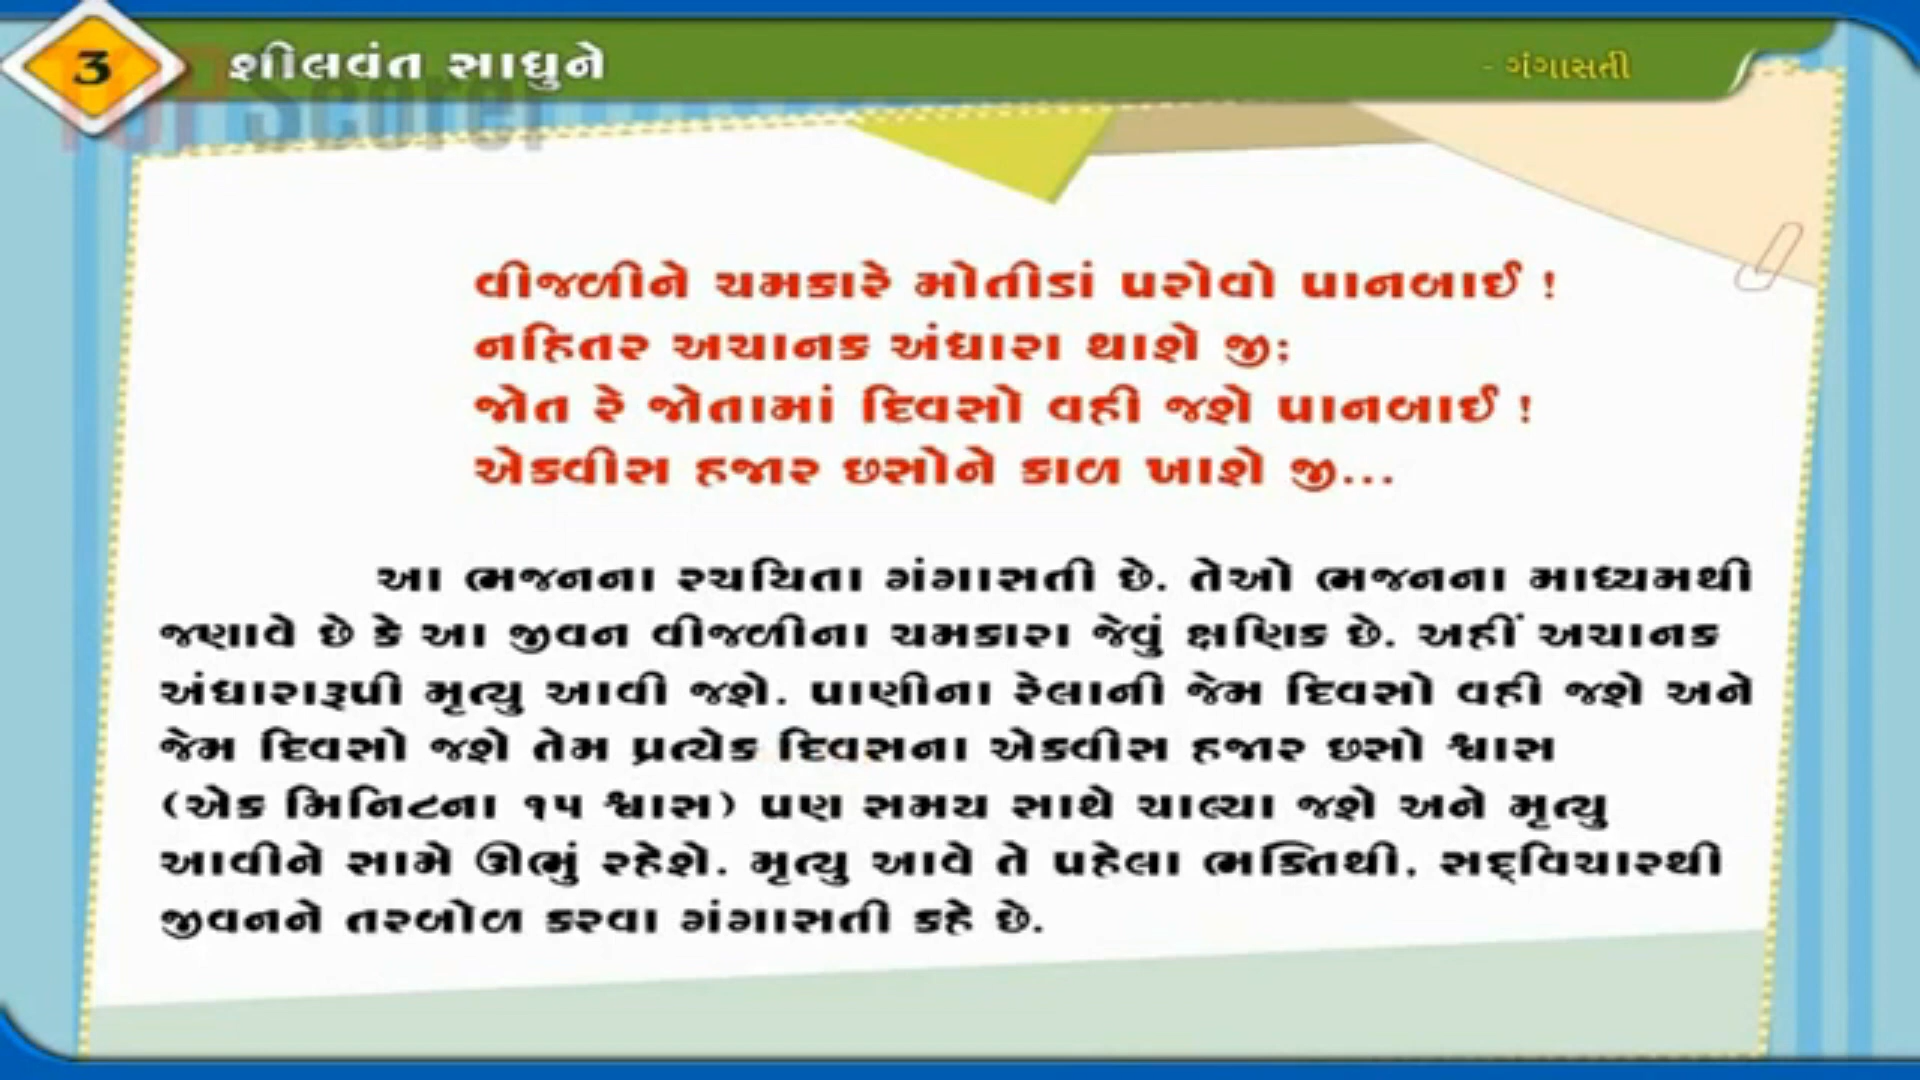 3 શીલવંત સાધુને
- ગંગાસતી
Top Scorer
વીજળીને ચમકારે મોતીડાં પરોવો પાનબાઈ !
નહિતર અચાનક અંધારા થાશે જી;
જોત રે જોતામાં દિવસો વહી જશે પાનબાઈ !
એકવીસ હજાર છસોને કાળ ખાશે જી...
આ ભજનના રચયિતા ગંગાસતી છે. તેઓ ભજનના માધ્યમથી
જણાવે છે કે આ જીવન વીજળીના ચમકારા જેવું ક્ષણિક છે. અહીં અચાનક
અંધારારૂપી મૃત્યુ આવી જશે. પાણીના રેલાની જેમ દિવસો વહી જશે અને
જેમ દિવસો જશે તેમ પ્રત્યેક દિવસના એકવીસ હજાર છસો શ્વાસ
(એક મિનિટના ૧૫ શ્વાસ) પણ સમય સાથે ચાલ્યા જશે અને મૃત્યુ
આવીને સામે ઊભું રહેશે. મૃત્યુ આવે તે પહેલા ભક્તિથી, સદ્‌વિચારથી
જીવનને તરબોળ કરવા ગંગાસતી કહે છે.